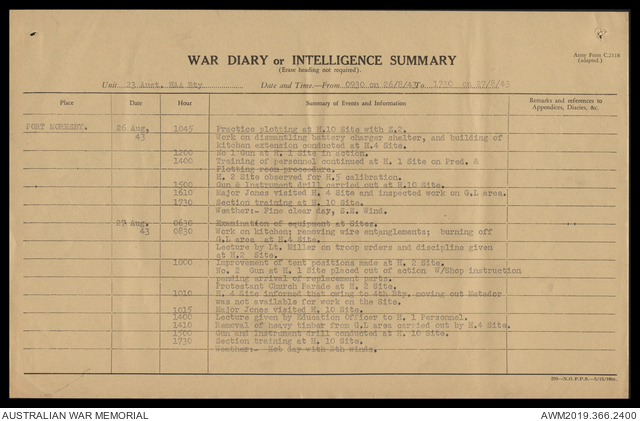 Army Form C.2118
(adapted.)
WAR DIARY or INTELLIGENCE SUMMARY
(Erase heading not required).
Unit 23 Aust. HAA Bty Date and Time.—From 0930 on 26/8/43 To 1730 on 27/8/43
Place Date Hour Summary of Events and Information Remarks and references to Appendices, Diaries, &c.
PORT MORESBY. 26 Aug, 1045 Practice plotting at H.10 Site with Z.2.
43 Work on dismantling battery charger shelter, and building of
kitchen extension conducted at H.4 Site.
1200 No 1 Gun at H. 1 Site in action.
1400 Training of personnel continued at H. 1 Site on Pred. &
Plotting room procedure.
H. 2 Site observed for H.5 calibration.
1500 Gun & Instrument drill carried out at H.10 Site.
1610 Major Jones visited H.4 Site and inspected work on G.L area.
1730 Section training at H. 10 Site.
Weather:- Fine clear day, S.E. Wind.
27 Aug. 0630 Examination of equipment at Sites.
43 0830 Work on kitchen; removing wire entanglements; burning off
G.L area at H.4 Site.
Lecture by Lt. Miller on troop orders and discipline given
at H.2 Site.
1000 Improvement of tent positions made at H. 2 Site.
No. 2 Gun at H. 1 Site placed out of action W/Shop instruction
pending arrival of replacement parts.
Protestant Church Parade at H. 2 Site.
1010 H. 4 Site informed that owing to 4th Bty. moving out Matador
was not available for work on the Site.
1015 Major Jones visited H. 10 Site.
1400 Lecture given by Education Officer to H. 1 Personnel.
1410 Removal of heavy timber from G.L area carried out by H.4 Site.
1500 Gun and Instrument drill conducted at H. 10 Site.
1730 Section training at H. 10 Site.
Weather:- Hot day with Sth winds.
AUSTRALIAN WAR MEMORIAL AWM2019.366.2400